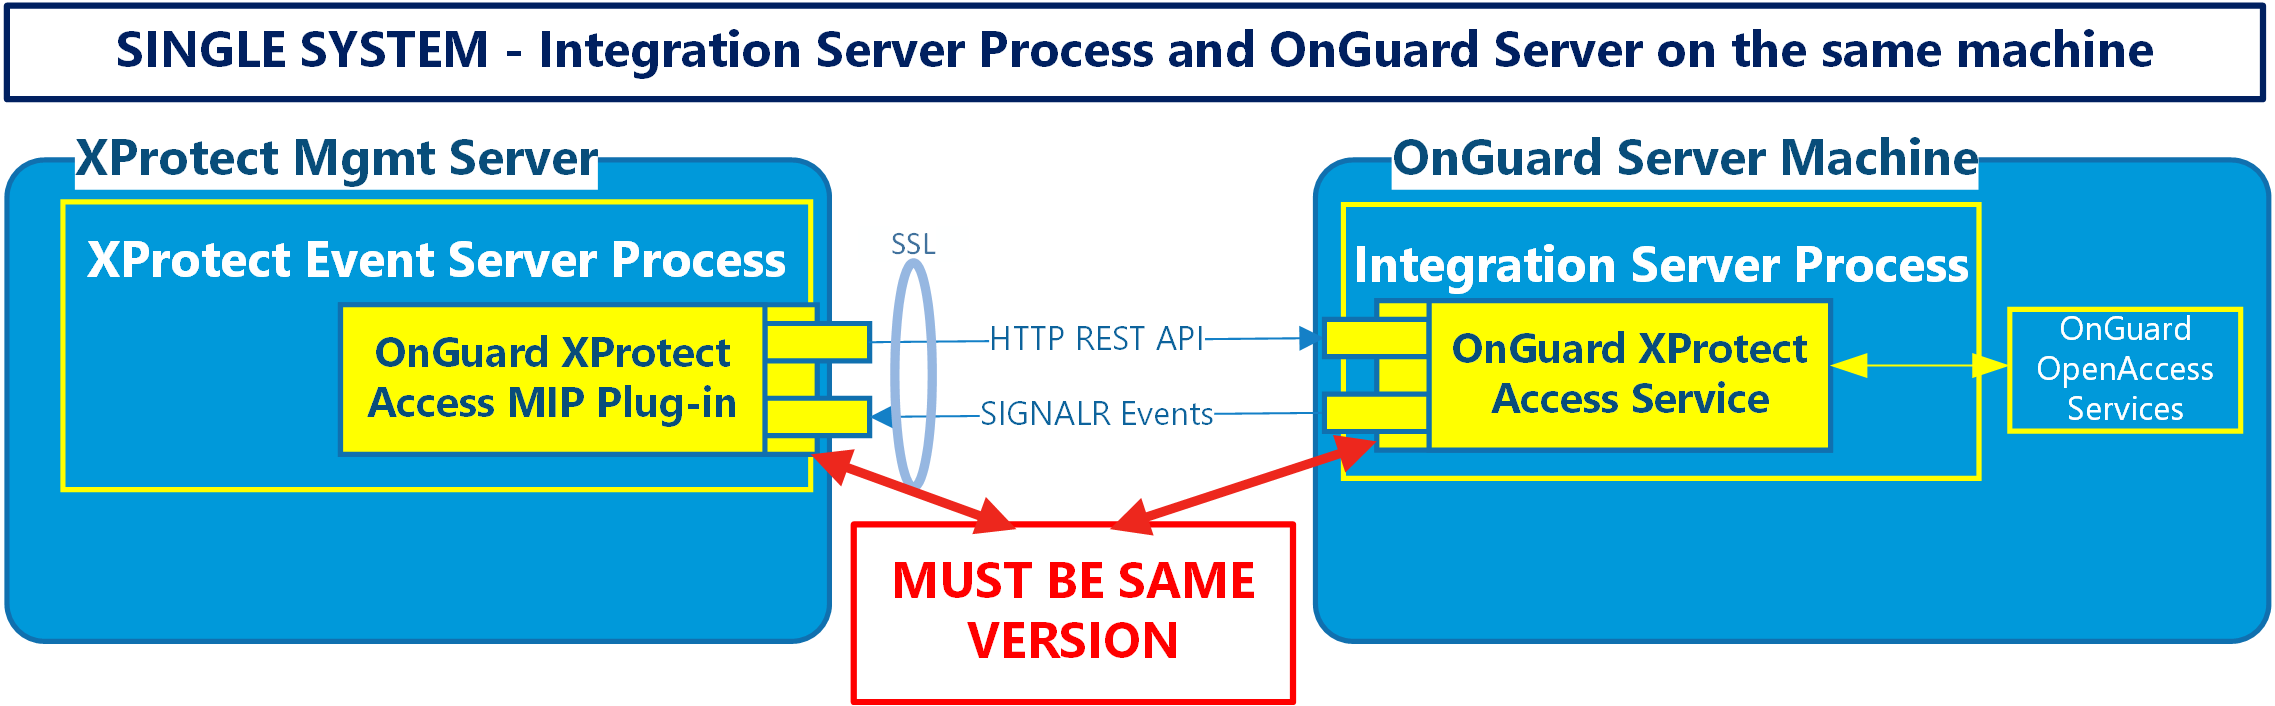 SINGLE SYSTEM - Integration Server Process and OnGuard Server on the same machine
XProtect Mgmt Server
XProtect Event Server Process
OnGuard XProtect
Access MIP Plug-in
SSL
HTTP REST API
SIGNALR Events
MUST BE SAME
VERSION
OnGuard Server Machine
Integration Server Process
OnGuard XProtect
Access Service
OnGuard
OpenAccess
Services